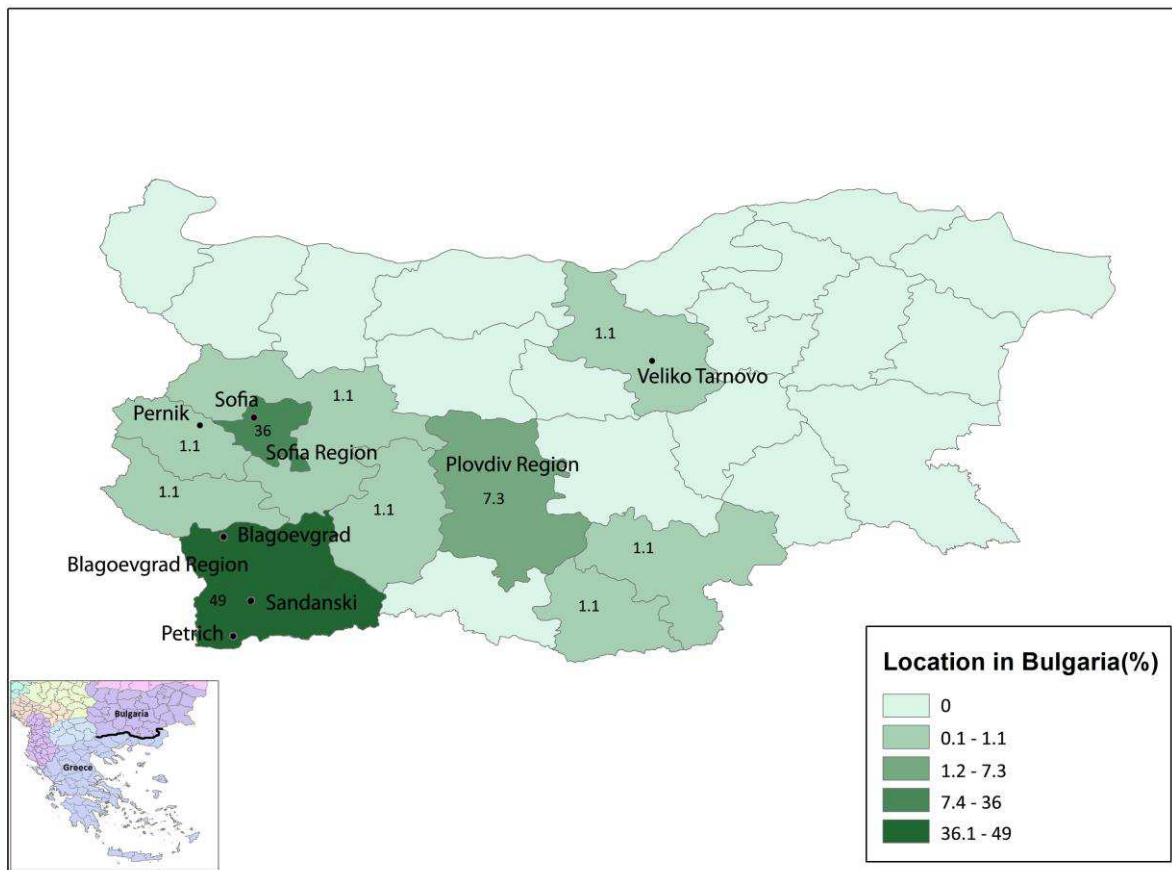 1.1
Veliko Tarnovo
1.1
Sofia
Pernik
36
1.1
Sofia Region
Plovdiv Region
7.3
1.1
1.1
Blagoevgrad
1.1
Blagoevgrad Region
49
Sandanski
1.1
Petrich
Location in Bulgaria(%)
0
0.1 - 1.1
1.2 - 7.3
7.4 - 36
36.1 - 49
Bulgaria
Greece